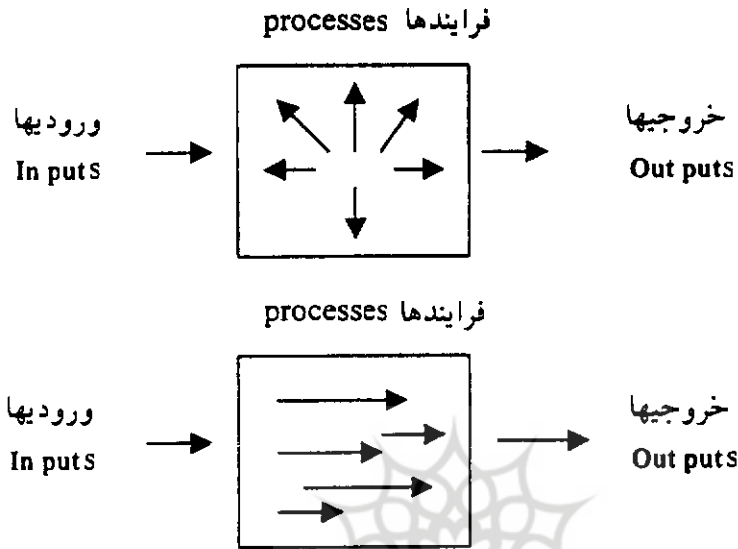 فرایندها processes
ورودیها
In puts
خروجیها
Out puts
فرایندها processes
ورودیها
In puts
خروجیها
Out puts